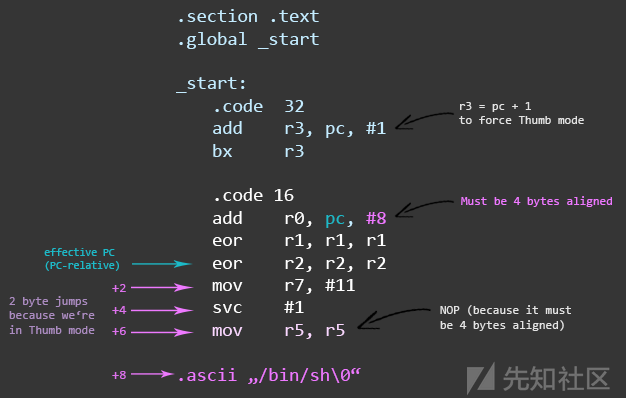 .section .text
.global _start
_start:
.code 32
add r3, pc, #1
bx r3
r3 = pc + 1
to force Thumb mode
.code 16
add r0, pc, #8
Must be 4 bytes aligned
eor r1, r1, r1
effective PC
(PC-relative)
eor r2, r2, r2
+2
mov r7, #11
2 byte jumps
because we‘re
in Thumb mode
+4
svc #1
+6
mov r5, r5
NOP (because it must
be 4 bytes aligned)
+8
.ascii „/bin/sh\0“
先知社区